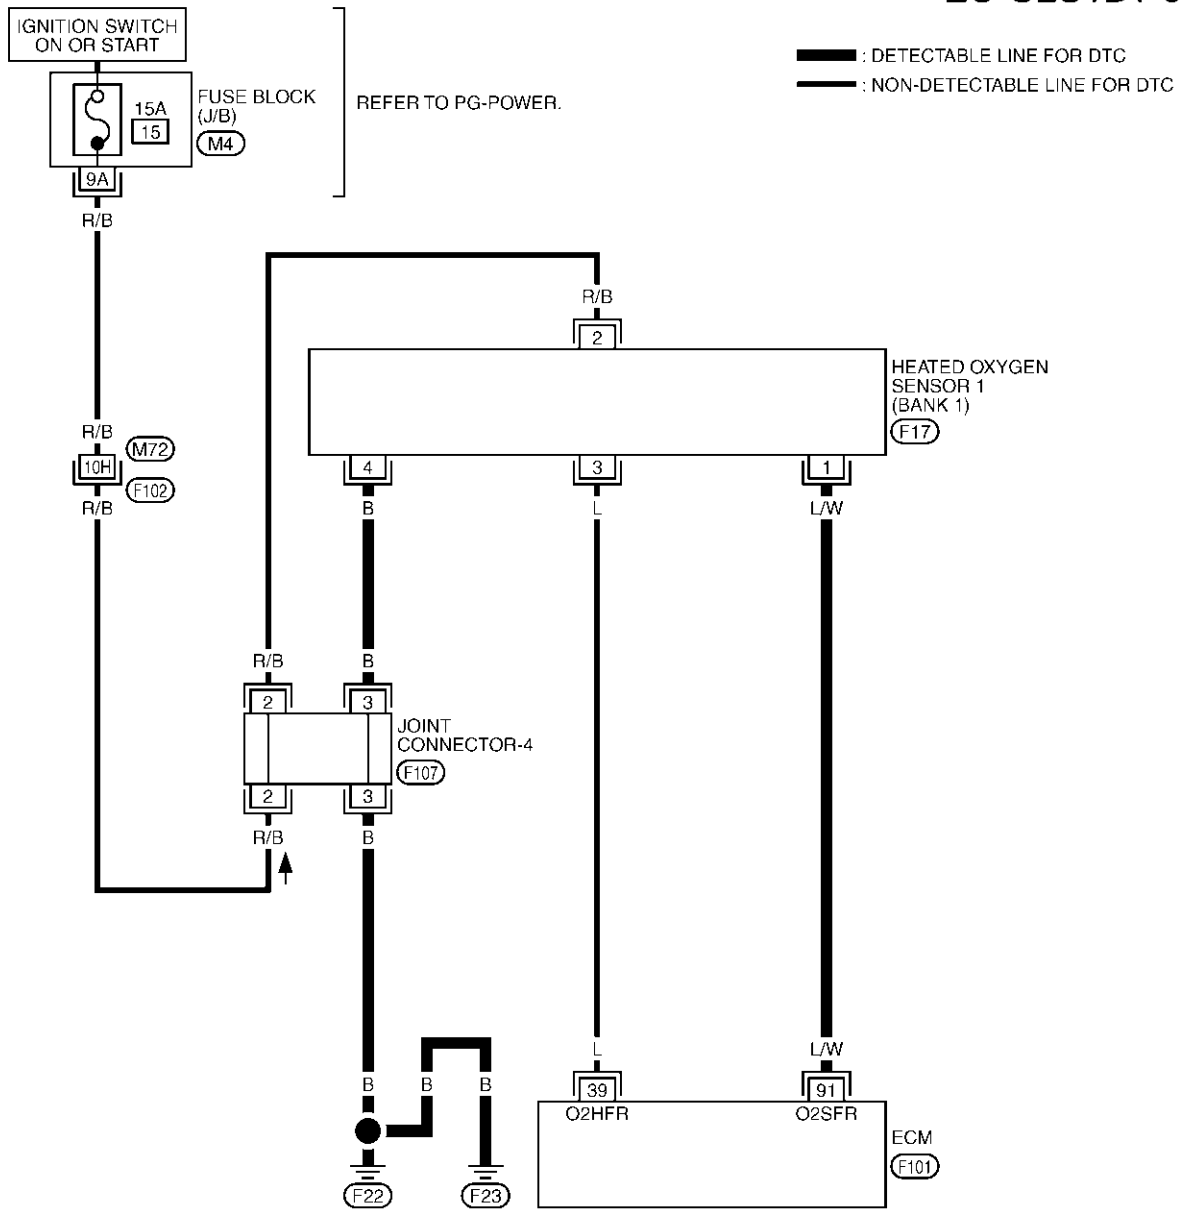 IGNITION SWITCH
ON OR START
: DETECTABLE LINE FOR DTC
: NON-DETECTABLE LINE FOR DTC
15A
15
FUSE BLOCK
(J/B)
M4
REFER TO PG-POWER.
9A
R/B
R/B
2
HEATED OXYGEN
SENSOR 1
(BANK 1)
F17
R/B
M72
10H
F102
R/B
4
3
1
B
L
L/W
R/B
B
2
3
JOINT
CONNECTOR-4
F107
2
3
R/B
B
L
L/W
B
B
B
39
91
O2HFR
O2SFR
ECM
F101
F22
F23